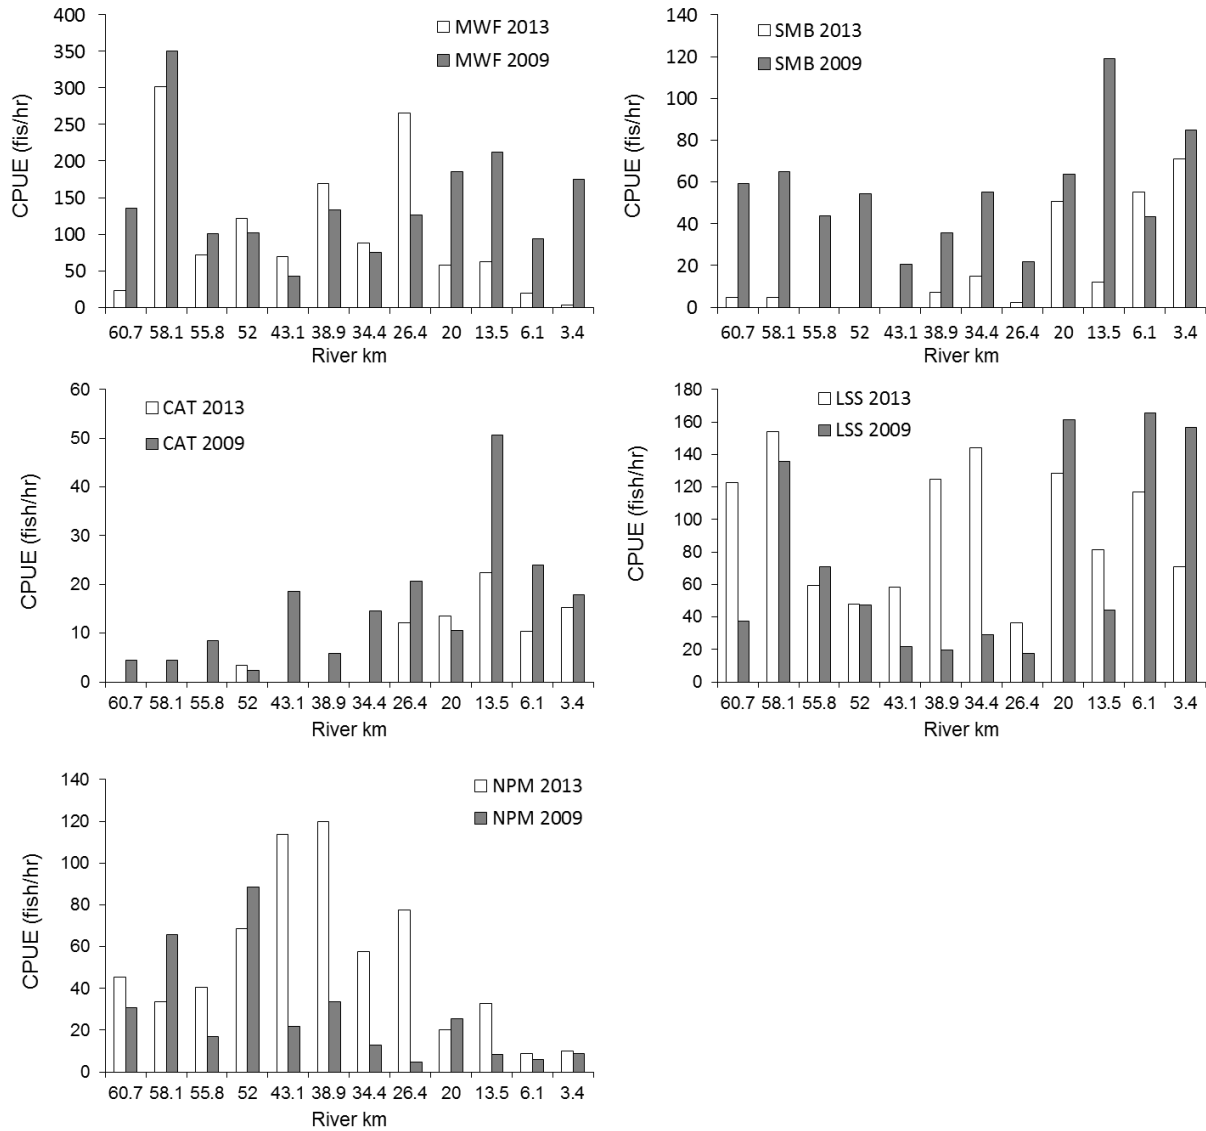 CPUE (fis/hr)
400
350
300
250
200
150
100
50
0
MWF 2013
MWF 2009
60.7 58.1 55.8 52 43.1 38.9 34.4 26.4 20 13.5 6.1 3.4
River km
CPUE (fis/hr)
140
120
100
80
60
40
20
0
SMB 2013
SMB 2009
60.7 58.1 55.8 52 43.1 38.9 34.4 26.4 20 13.5 6.1 3.4
River km
CPUE (fish/hr)
60
50
40
30
20
10
0
CAT 2013
CAT 2009
60.7 58.1 55.8 52 43.1 38.9 34.4 26.4 20 13.5 6.1 3.4
River km
CPUE (fish/hr)
180
160
140
120
100
80
60
40
20
0
LSS 2013
LSS 2009
60.7 58.1 55.8 52 43.1 38.9 34.4 26.4 20 13.5 6.1 3.4
River km
CPUE (fish/hr)
140
120
100
80
60
40
20
0
NPM 2013
NPM 2009
60.7 58.1 55.8 52 43.1 38.9 34.4 26.4 20 13.5 6.1 3.4
River km